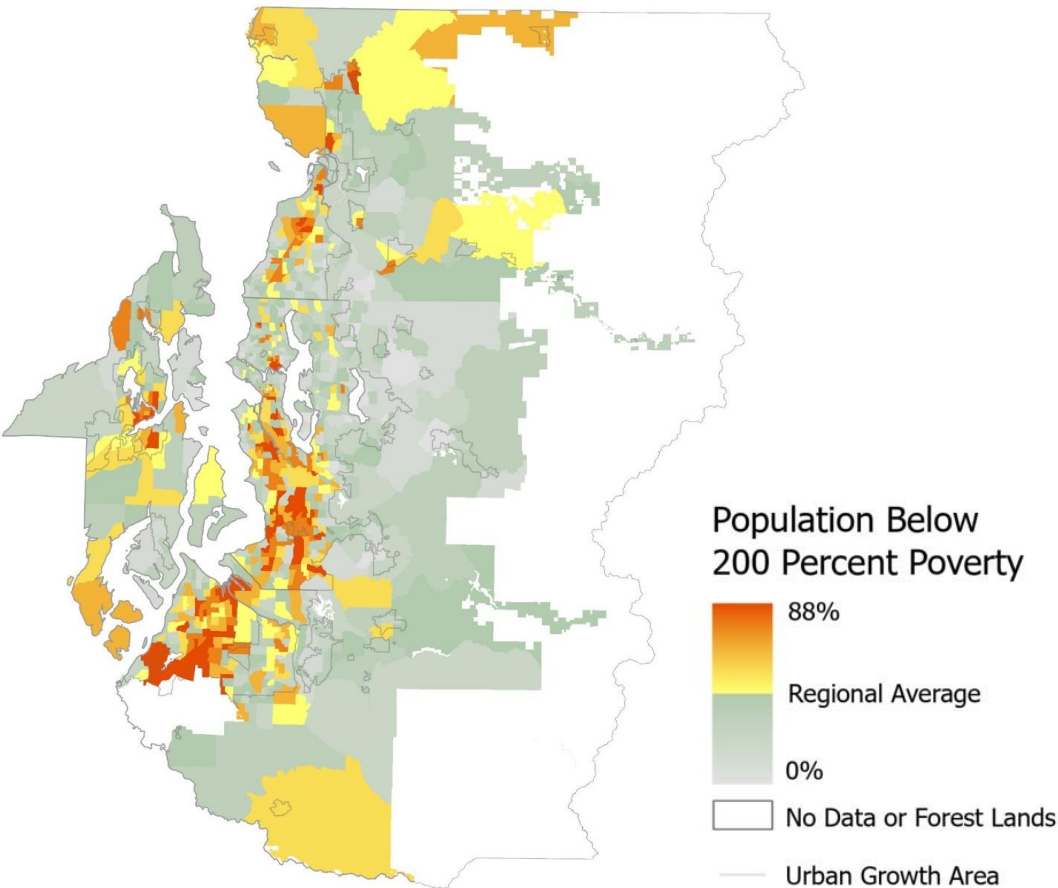 Population Below
200 Percent Poverty
88%
Regional Average
0%
No Data or Forest Lands
Urban Growth Area